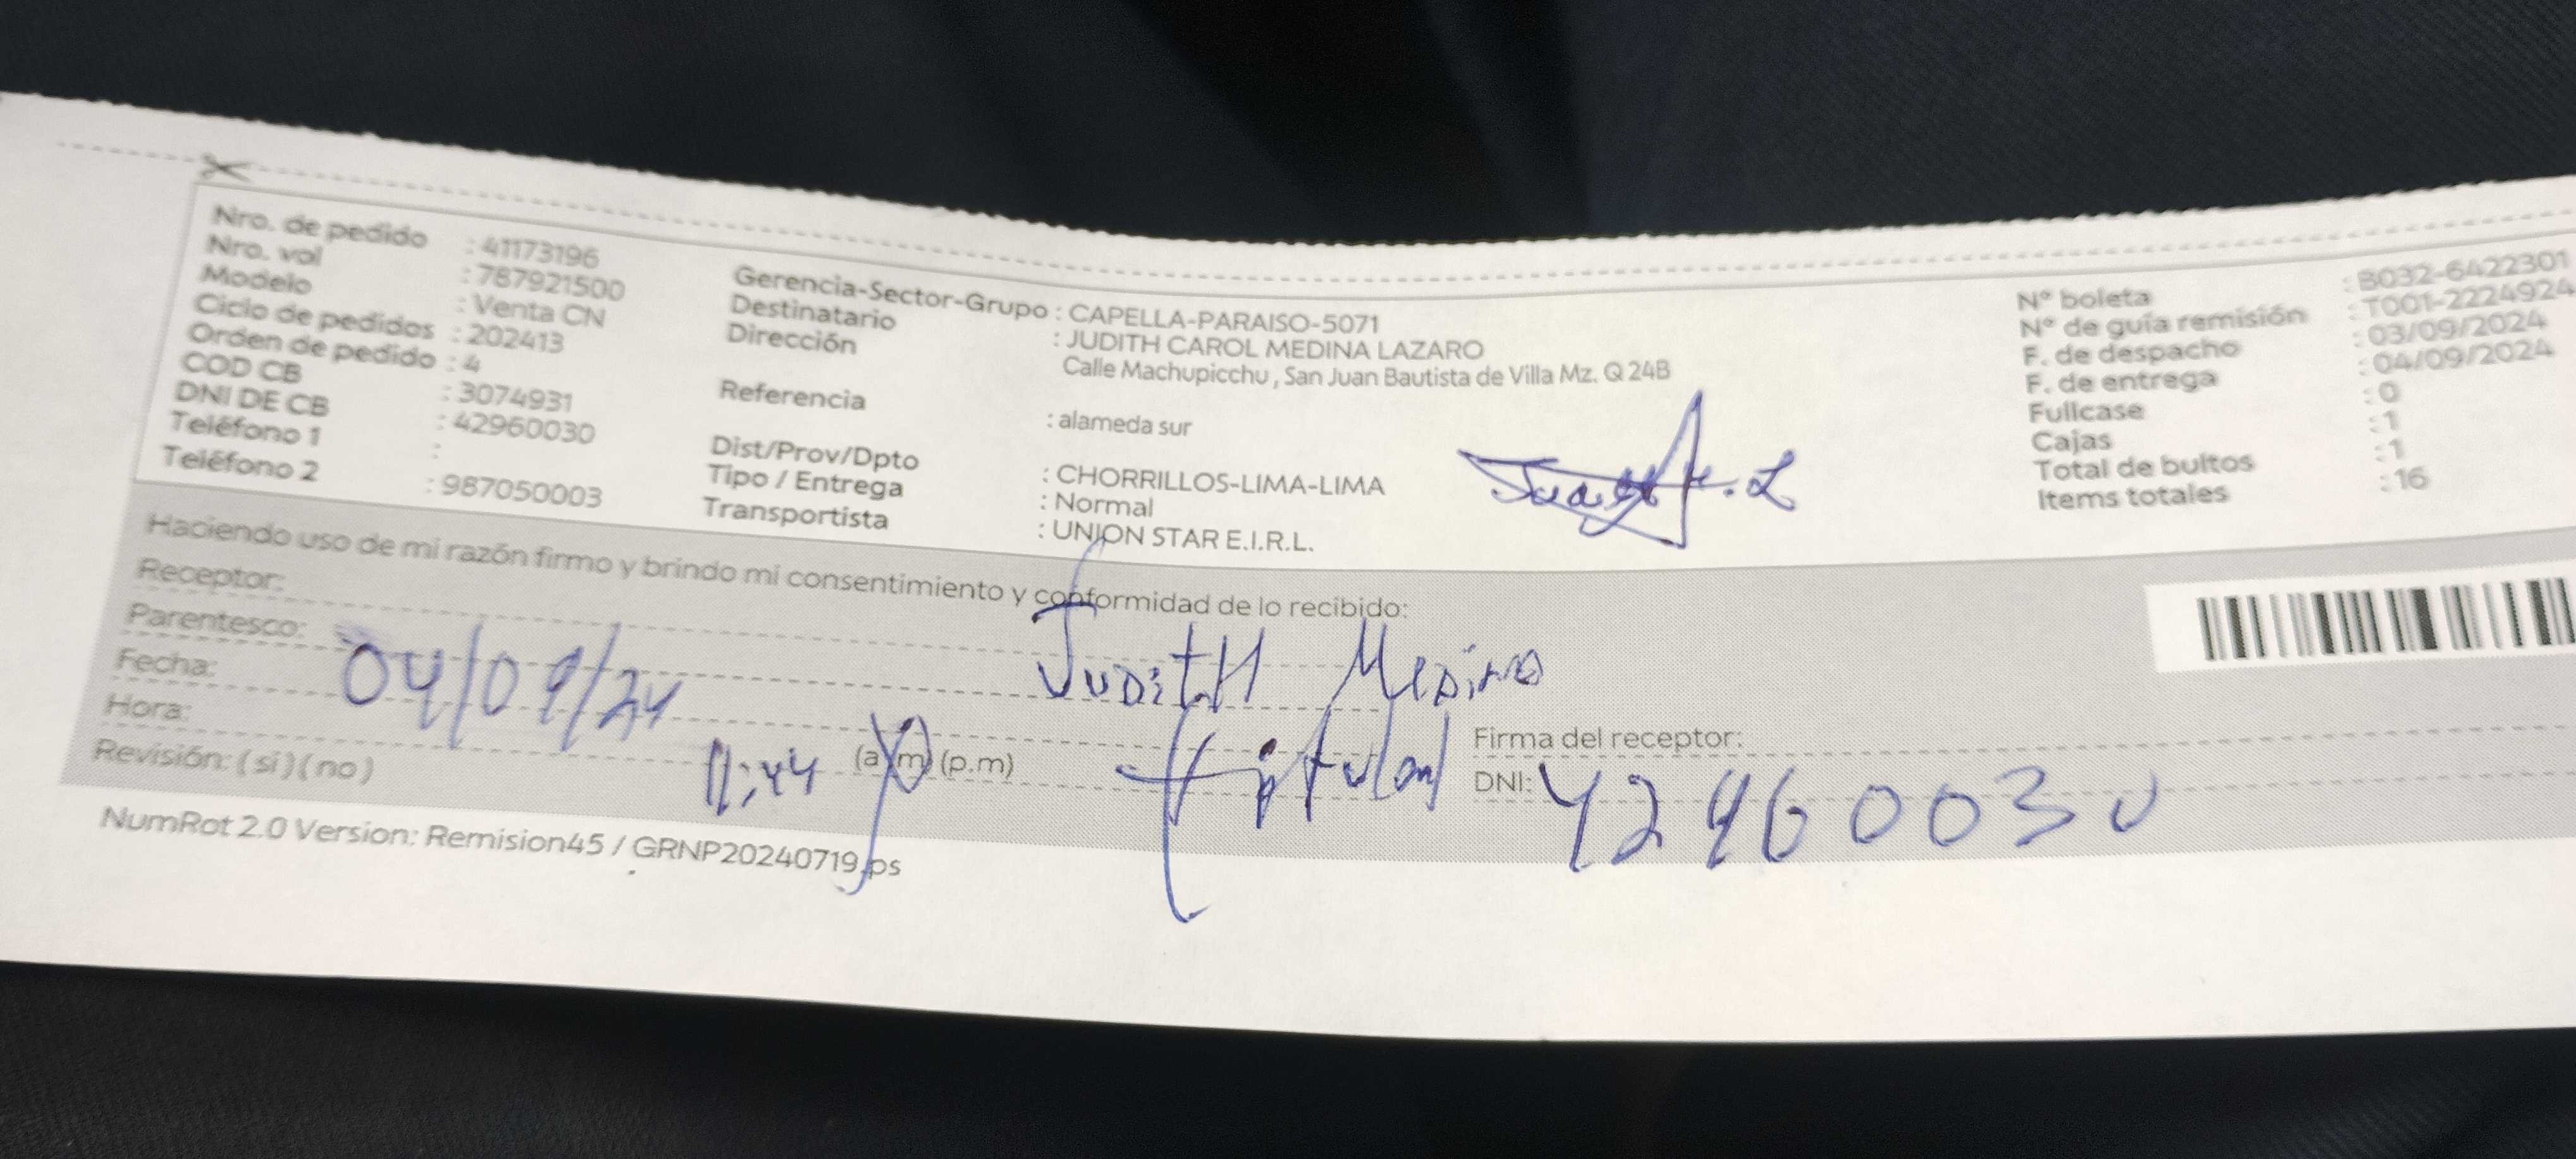 Nro. de pedido : 41173196
Nro. vol : 787921500
Modelo : Venta CN
Ciclo de pedidos : 202413
Orden de pedido : 4
COD CB : 3074931
DNI DE CB : 42960030
Teléfono 1 :
Teléfono 2 : 987050003
Gerencia-Sector-Grupo : CAPELLA-PARAISO-5071
Destinatario : JUDITH CAROL MEDINA LAZARO
Dirección Calle Machupicchu , San Juan Bautista de Villa Mz. Q 24B
Referencia : alameda sur
Dist/Prov/Dpto : CHORRILLOS-LIMA-LIMA
Tipo / Entrega : Normal
Transportista : UNION STAR E.I.R.L.
N° boleta : B032-6422301
N° de guía remisión : T001-2224924
F. de despacho : 03/09/2024
F. de entrega : 04/09/2024
Fullcase : 0
Cajas : 1
Total de bultos : 1
Items totales : 16
Haciendo uso de mi razón firmo y brindo mi consentimiento y conformidad de lo recibido:
Receptor: Judith Medina
Parentesco: titular
Fecha: 04/09/24
Hora: 11:44 (a.m) (p.m)
Firma del receptor:
Revisión: ( si ) ( no )
DNI: 42960030
NumRot 2.0 Version: Remision45 / GRNP20240719.ps